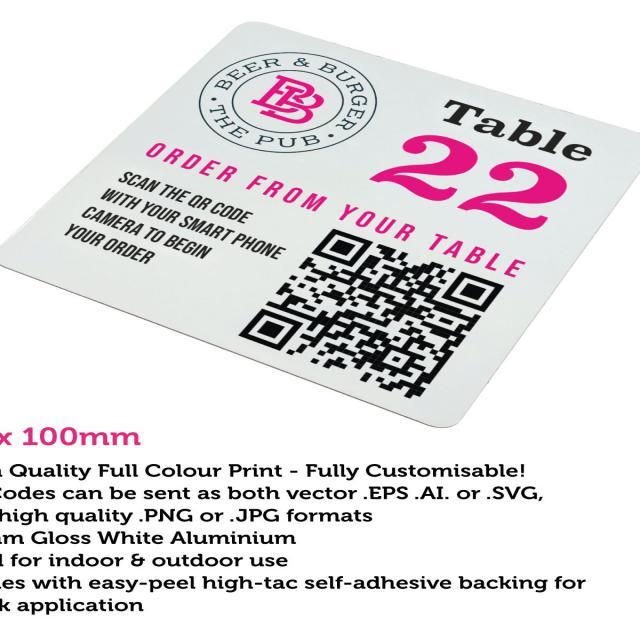 BEER & BURGER
THE PUB
BB
Table
22
ORDER FROM YOUR TABLE
SCAN THE QR CODE
WITH YOUR SMART PHONE
CAMERA TO BEGIN
YOUR ORDER
x 100mm
Quality Full Colour Print - Fully Customisable!
Codes can be sent as both vector .EPS .AI. or .SVG,
high quality .PNG or .JPG formats
Gloss White Aluminium
for indoor & outdoor use
with easy-peel high-tac self-adhesive backing for
application